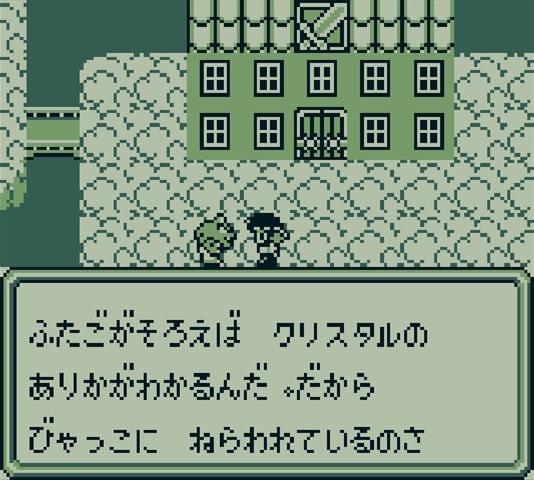 ふたごがそろえば　クリスタルの
ありかがわかるんだ。だから
びゃっこに　ねらわれているのさ